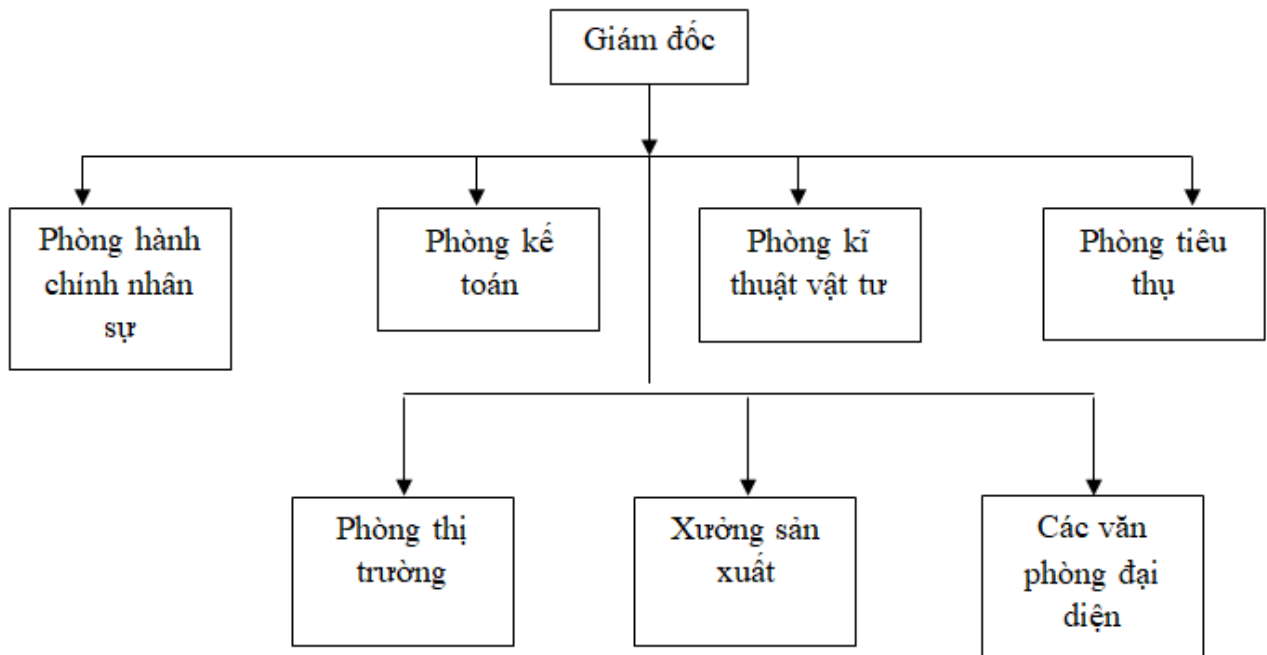 Giám đốc
Phòng hành
chính nhân
sự
Phòng kế
toán
Phòng kĩ
thuật vật tư
Phòng tiêu
thụ
Phòng thị
trường
Xưởng sản
xuất
Các văn
phòng đại
diện